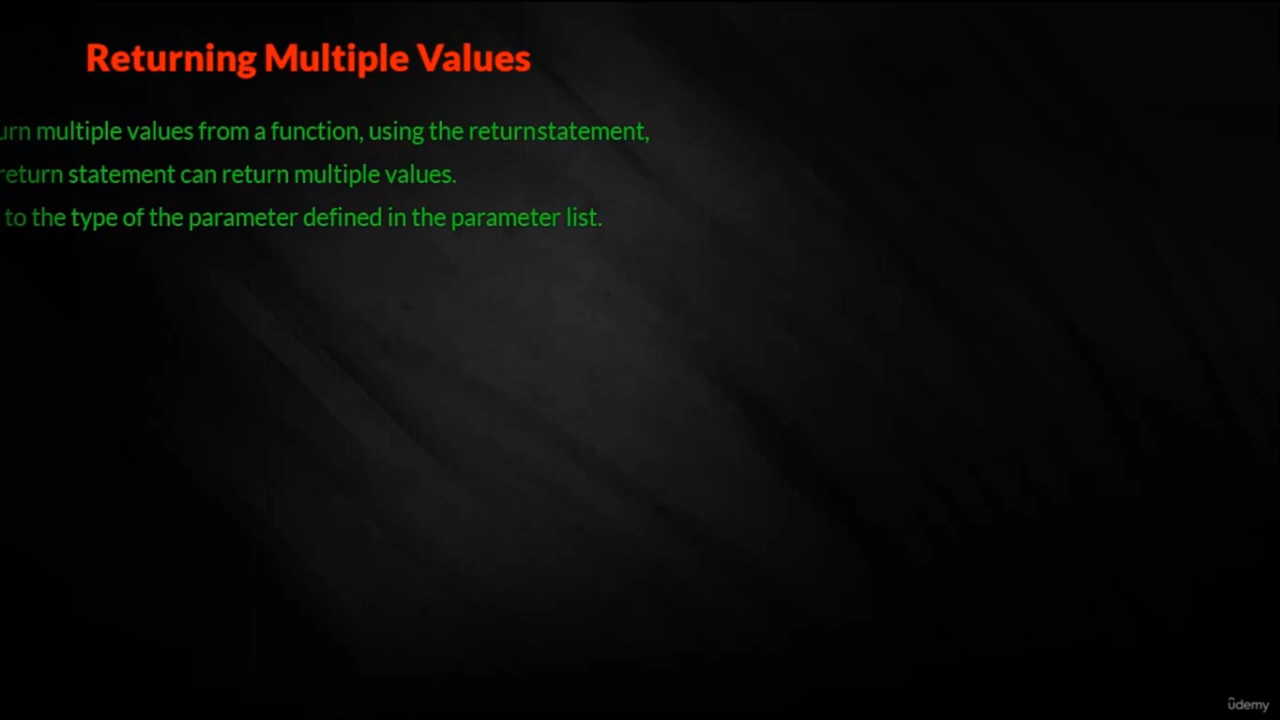 Returning Multiple Values
urn multiple values from a function, using the returnstatement,
return statement can return multiple values.
to the type of the parameter defined in the parameter list.
ûdemy